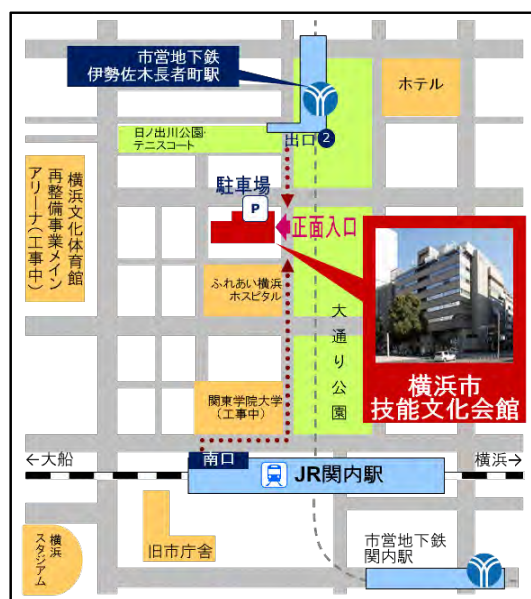 市営地下鉄
伊勢佐木長者町駅
ホテル
日ノ出川公園・
テニスコート
出口2
横浜文化体育館
再整備事業メイン
アリーナ(工事中)
駐車場
P
正面入口
ふれあい横浜
ホスピタル
大通り公園
横浜市
技能文化会館
関東学院大学
(工事中)
←大船
南口
横浜→
JR関内駅
横浜
スタジアム
旧市庁舎
市営地下鉄
関内駅